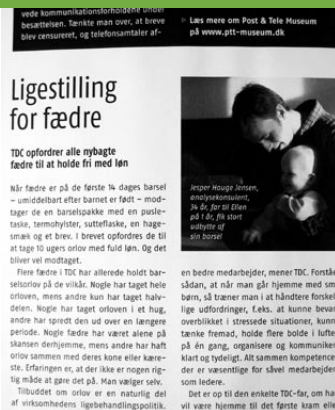 vede kommunikationsforholdene under
besættelsen. Tænkte man over, at breve
blev censureret, og telefonsamtaler af-
▹ Læs mere om Post & Tele Museum
på www.ptt-museum.dk
Ligestilling
for fædre
TDC opfordrer alle nybagte
fædre til at holde fri med løn
Når fædre er på de første 14 dages barsel
– umiddelbart efter barnet er født – mod-
tager de en barselspakke med en pusle-
taske, termohylster, sutteflaske, en hage-
smæk og et brev. I brevet opfordres de til
at tage 10 ugers orlov med fuld løn. Og det
bliver vel modtaget.
Flere fædre i TDC har allerede holdt bar-
selsorlov på de vilkår. Nogle har taget hele
orloven, mens andre kun har taget halv-
delen. Nogle har taget orloven i et hug,
andre har spredt den ud over en længere
periode. Nogle fædre har været alene på
skansen derhjemme, mens andre har haft
orlov sammen med deres kone eller kære-
ste. Erfaringen er, at der ikke er nogen rig-
tig måde at gøre det på. Man vælger selv.
Tilbuddet om orlov er en naturlig del
af virksomhedens ligebehandlingspolitik.
Jesper Hauge Jensen,
analysekonsulent,
34 år, far til Ellen
på 1 år, fik stort
udbytte af
sin barsel
en bedre medarbejder, mener TDC. Forstå
sådan, at når man går hjemme med sm
børn, så træner man i at håndtere forskel
lige udfordringer, f.eks. at kunne bevar
overblikket i stressede situationer, kunn
tænke fremad, holde flere bolde i lufte
på én gang, organisere og kommuniker
klart og tydeligt. Alt sammen kompetence
der er væsentlige for såvel medarbejder
som ledere.
Det er op til den enkelte TDC-far, om ha
vil være hjemme til det første kram elle